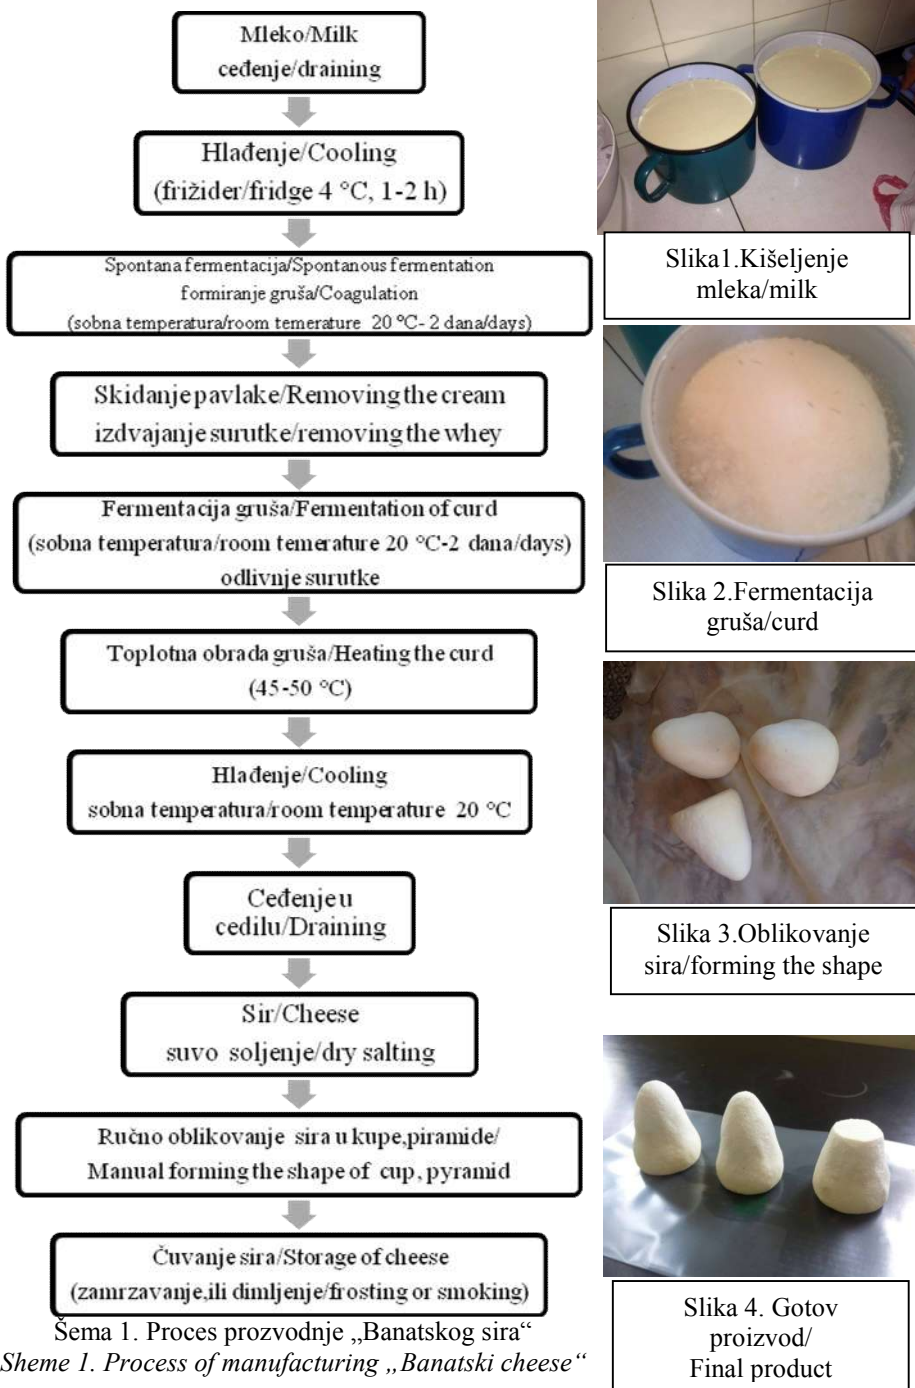 Mleko/Milk
ceđenje/draining
Hlađenje/Cooling
(frižider/fridge 4 °C, 1-2 h)
Spontana fermentacija/Spontanous fermentation
formiranje gruša/Coagulation
(sobna temperatura/room temerature 20 °C- 2 dana/days)
Skidanje pavlake/Removing the cream
izdvajanje surutke/removing the whey
Fermentacija gruša/Fermentation of curd
(sobna temperatura/room temerature 20 °C-2 dana/days)
odlivnje surutke
Toplotna obrada gruša/Heating the curd
(45-50 °C)
Hlađenje/Cooling
sobna temperatura/room temperature 20 °C
Ceđenje u
cedilu/Draining
Sir/Cheese
suvo soljenje/dry salting
Ručno oblikovanje sira u kupe,piramide/
Manual forming the shape of cup, pyramid
Čuvanje sira/Storage of cheese
(zamrzavanje,ili dimljenje/frosting or smoking)
Šema 1. Proces prozvodnje „Banatskog sira“
Sheme 1. Process of manufacturing „Banatski cheese“
Slika1.Kišeljenje
mleka/milk
Slika 2.Fermentacija
gruša/curd
Slika 3.Oblikovanje
sira/forming the shape
Slika 4. Gotov
proizvod/
Final product